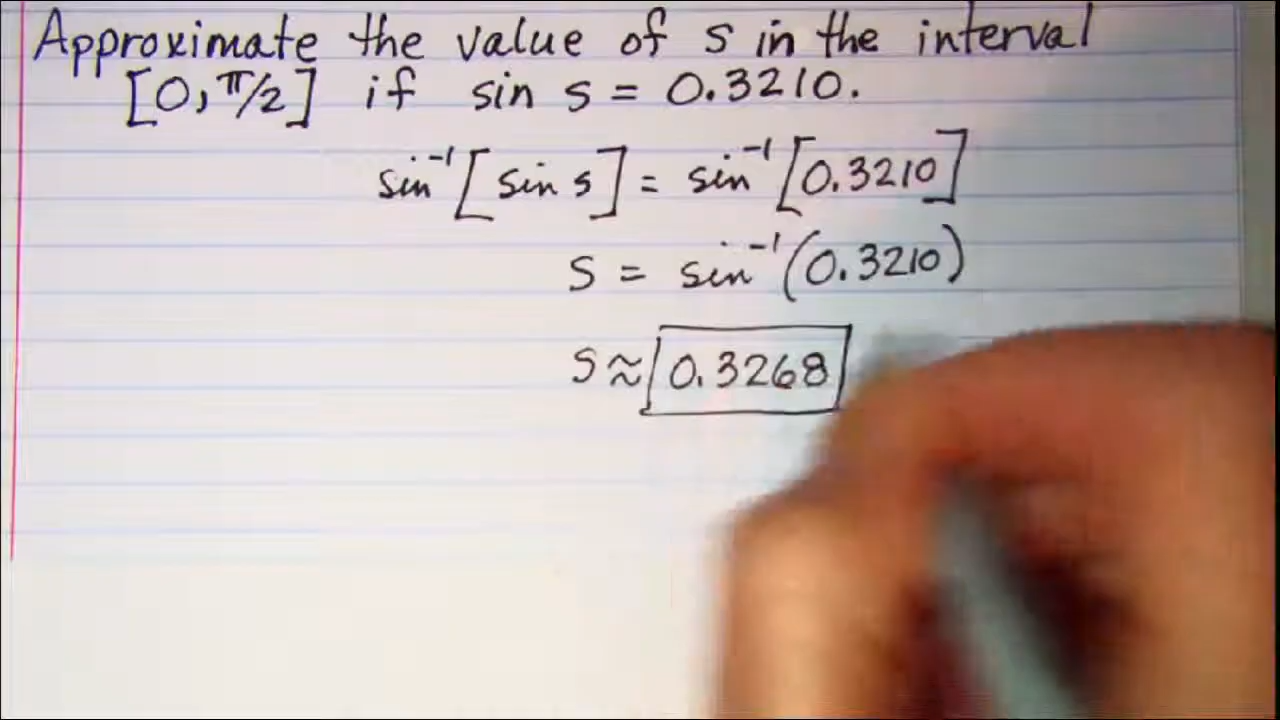 Approximate the value of s in the interval
[0, π/2] if sin s = 0.3210.
sin⁻¹[sin s] = sin⁻¹[0.3210]
s = sin⁻¹(0.3210)
s ≈ 0.3268